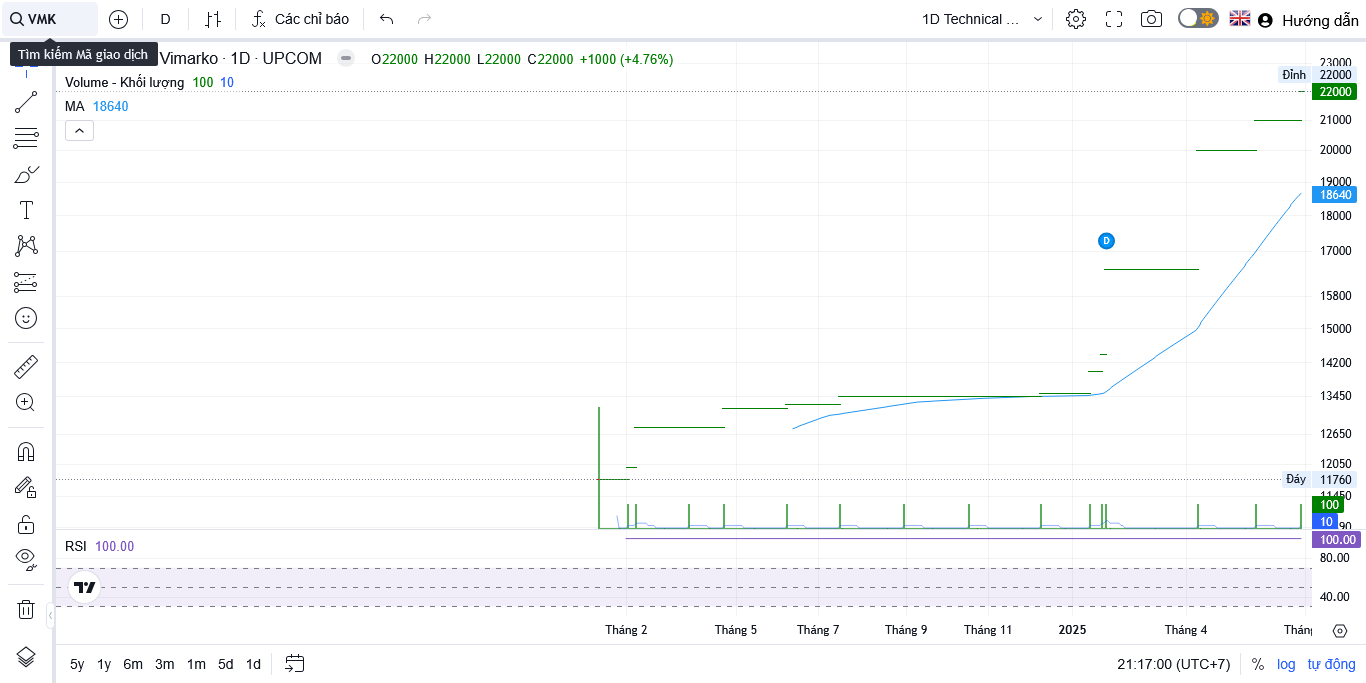 VMK D Các chỉ báo 1D Technical ... Hướng dẫn
Tìm kiếm Mã giao dịch
Vimarko · 1D · UPCOM O22000 H22000 L22000 C22000 +1000 (+4.76%)
Volume - Khối lượng 100 10
MA 18640
23000
Đỉnh 22000
22000
21000
20000
19000
18640
18000
17000
D
15800
15000
14200
13450
12650
12050
Đáy 11760
11450
100
10
RSI 100.00
100.00
80.00
40.00
Tháng 2 Tháng 5 Tháng 7 Tháng 9 Tháng 11 2025 Tháng 4
5y 1y 6m 3m 1m 5d 1d 21:17:00 (UTC+7) % log tự động